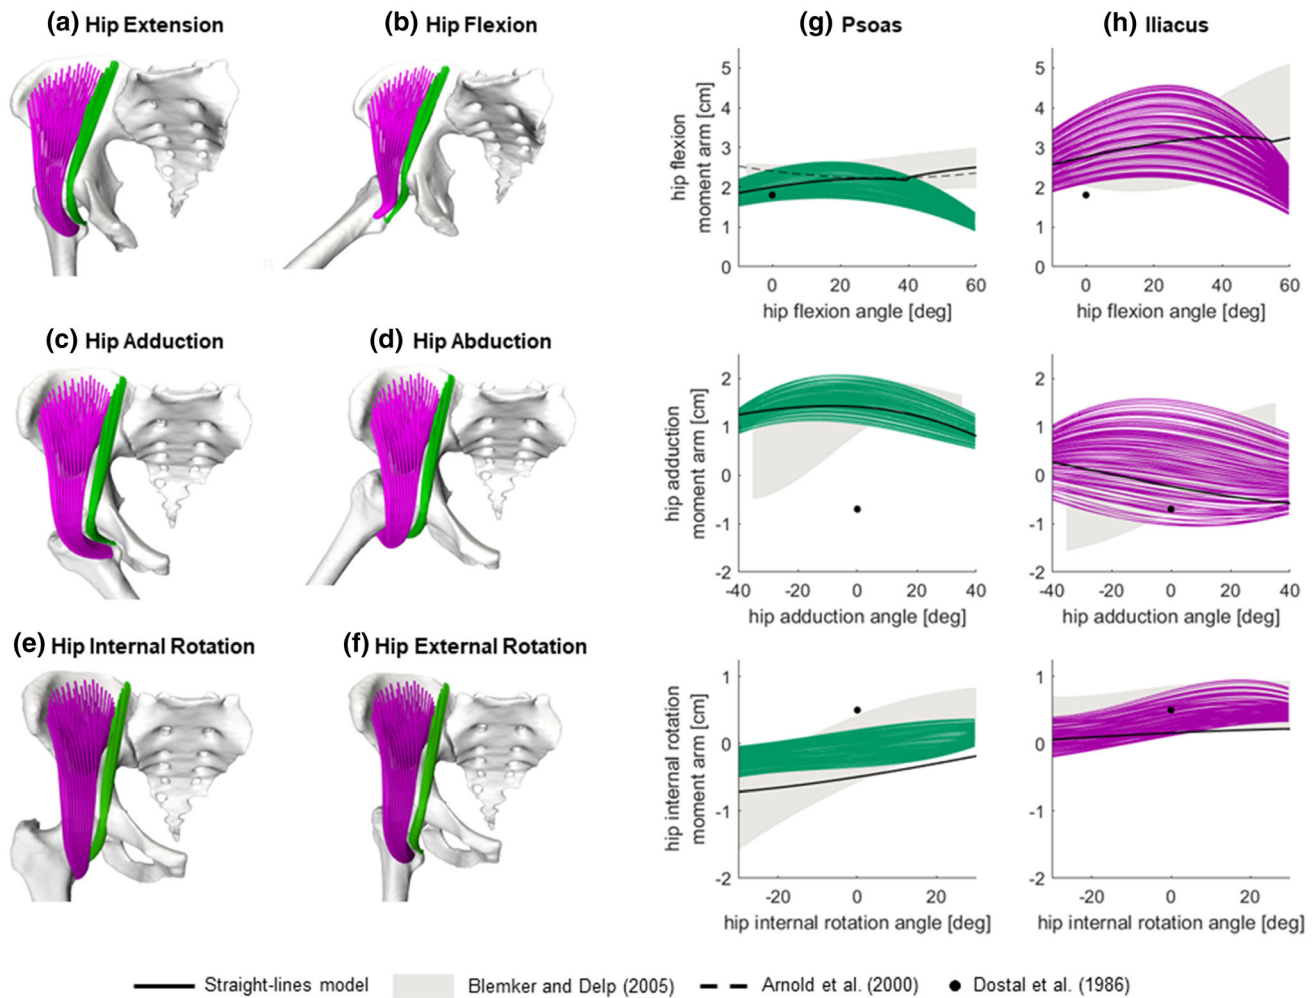 (a) Hip Extension
(b) Hip Flexion
(g) Psoas
(h) Iliacus
hip flexion
moment arm [cm]
5
4
3
2
1
0
0
20
40
60
hip flexion angle [deg]
5
4
3
2
1
0
0
20
40
60
hip flexion angle [deg]
(c) Hip Adduction
(d) Hip Abduction
hip adduction
moment arm [cm]
2
1
0
-1
-2
-40
-20
0
20
40
hip adduction angle [deg]
2
1
0
-1
-2
-40
-20
0
20
40
hip adduction angle [deg]
(e) Hip Internal Rotation
(f) Hip External Rotation
hip internal rotation
moment arm [cm]
1
0
-1
-2
-20
0
20
hip internal rotation angle [deg]
1
0
-1
-2
-20
0
20
hip internal rotation angle [deg]
Straight-lines model
Blemker and Delp (2005)
Arnold et al. (2000)
Dostal et al. (1986)